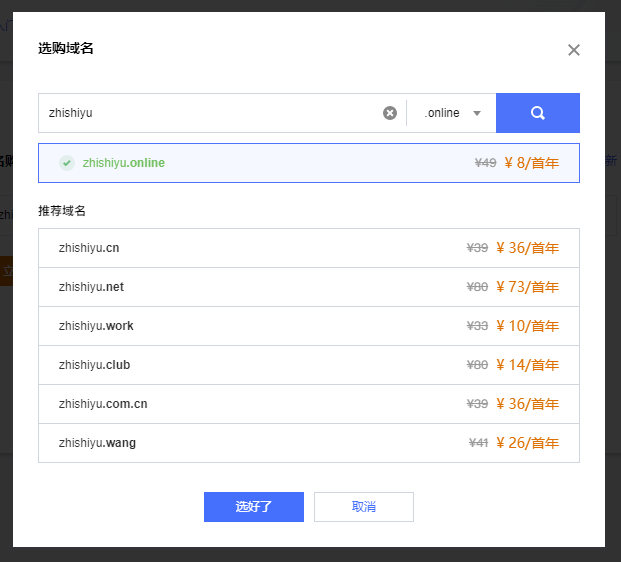 选购域名
zhishiyu .online
zhishiyu.online ¥49 ¥ 8/首年
推荐域名
zhishiyu.cn ¥39 ¥ 36/首年
zhishiyu.net ¥80 ¥ 73/首年
zhishiyu.work ¥33 ¥ 10/首年
zhishiyu.club ¥80 ¥ 14/首年
zhishiyu.com.cn ¥39 ¥ 36/首年
zhishiyu.wang ¥41 ¥ 26/首年
选好了 取消